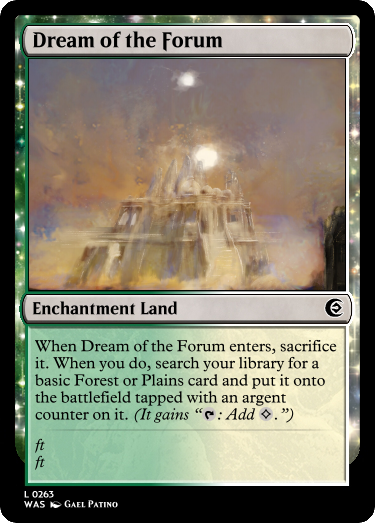 Dream of the Forum
Enchantment Land
When Dream of the Forum enters, sacrifice
it. When you do, search your library for a
basic Forest or Plains card and put it onto
the battlefield tapped with an argent
counter on it. (It gains “: Add .”)
ft
ft
L 0263
WAS Gael Patino